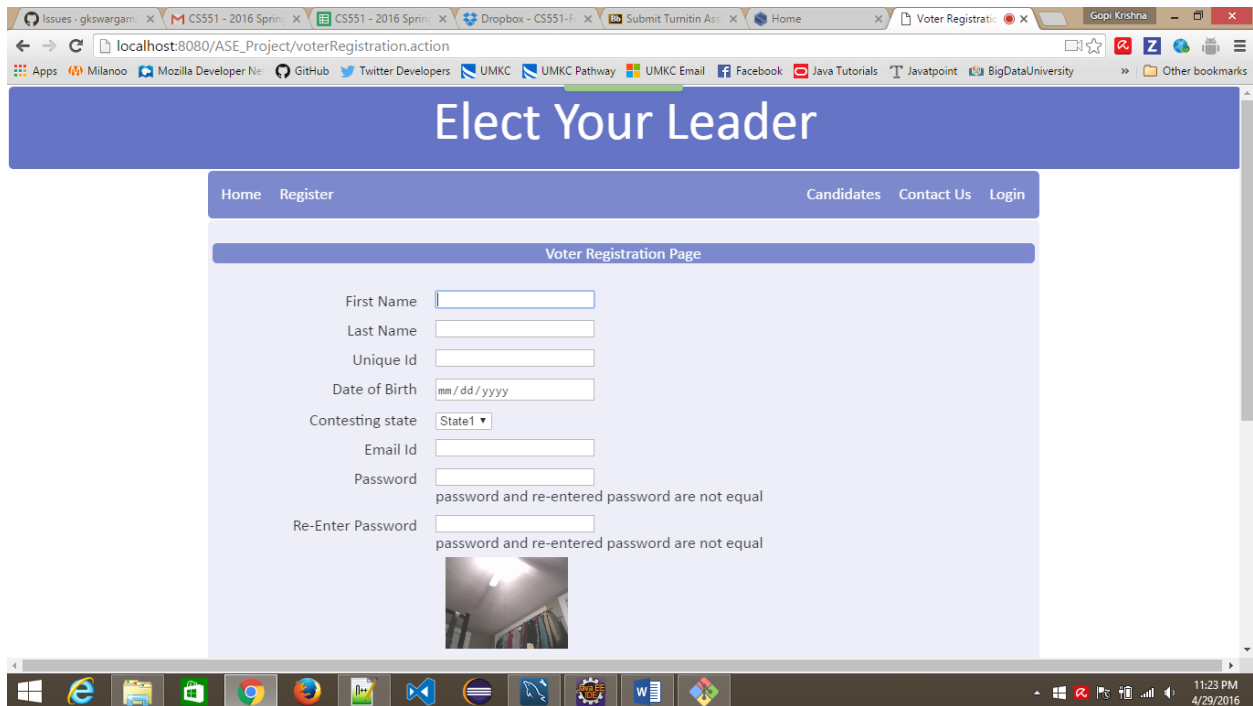 Issues - gkswargam
CS551 - 2016 Sprin
CS551 - 2016 Sprin
Dropbox - CS551-F
Submit Turnitin Ass
Home
Voter Registratio
Gopi Krishna
localhost:8080/ASE_Project/voterRegistration.action
Apps Milanoo Mozilla Developer Ne GitHub Twitter Developers UMKC UMKC Pathway UMKC Email Facebook Java Tutorials Javatpoint BigDataUniversity » Other bookmarks
Elect Your Leader
Home Register Candidates Contact Us Login
Voter Registration Page
First Name
Last Name
Unique Id
Date of Birth mm/dd/yyyy
Contesting state State1
Email Id
Password
password and re-entered password are not equal
Re-Enter Password
password and re-entered password are not equal
11:23 PM
4/29/2016